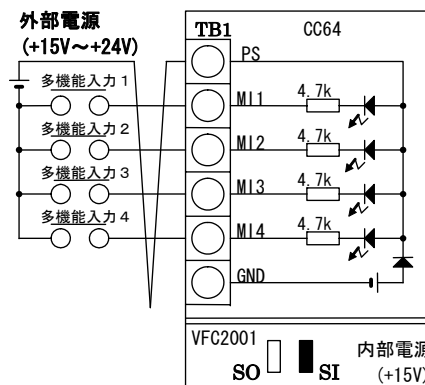 外部電源
(+15V～+24V)
TB1
CC64
PS
多機能入力1
MI1
4.7k
多機能入力2
MI2
4.7k
多機能入力3
MI3
4.7k
多機能入力4
MI4
4.7k
GND
VFC2001
SO
SI
内部電源
(+15V)